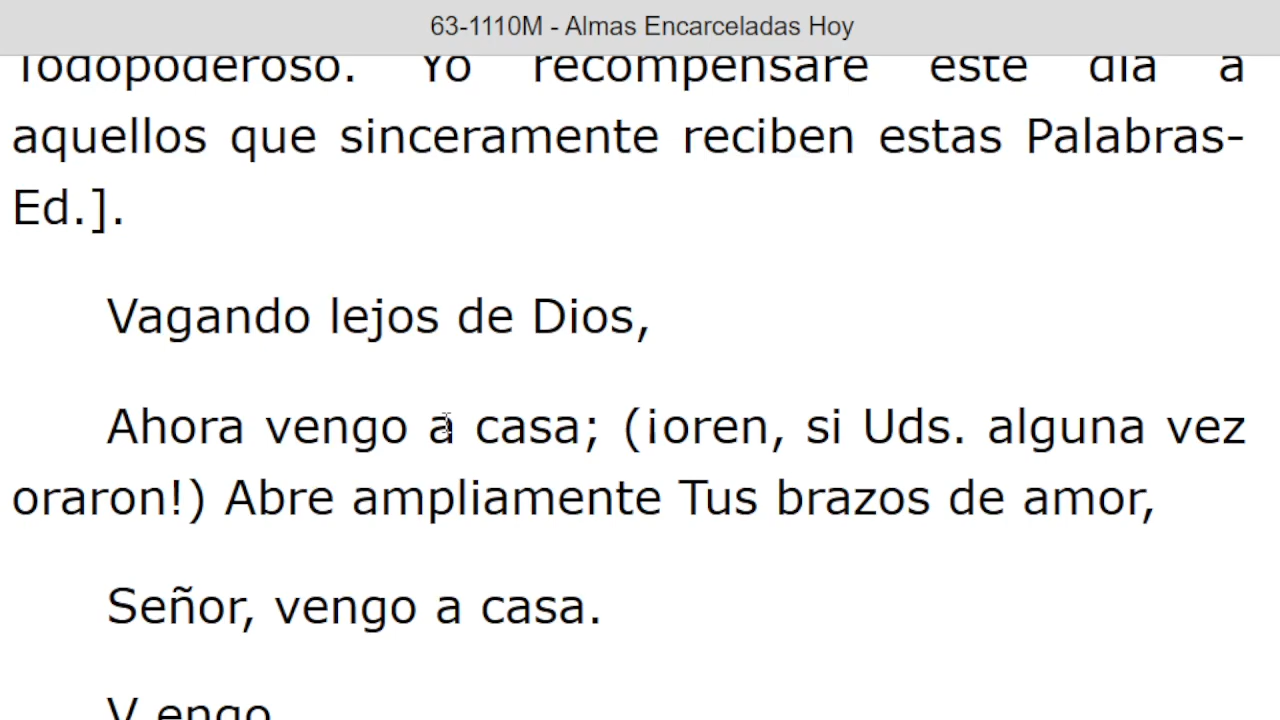 63-1110M - Almas Encarceladas Hoy
Todopoderoso. Yo recompensaré este día a
aquellos que sinceramente reciben estas Palabras-
Ed.].
Vagando lejos de Dios,
Ahora vengo a casa; (¡oren, si Uds. alguna vez
oraron!) Abre ampliamente Tus brazos de amor,
Señor, vengo a casa.
V engo